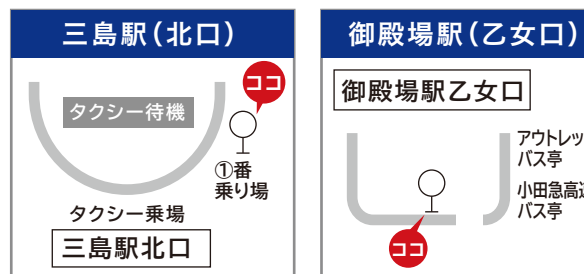 三島駅（北口）
タクシー待機
ココ
①番
乗り場
タクシー乗場
三島駅北口
御殿場駅（乙女口）
御殿場駅乙女口
アウトレッ
バス亭
小田急高速
バス亭
ココ